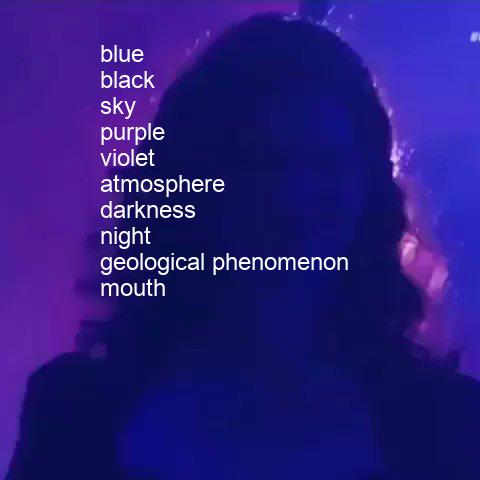 blue
black
sky
purple
violet
atmosphere
darkness
night
geological phenomenon
mouth